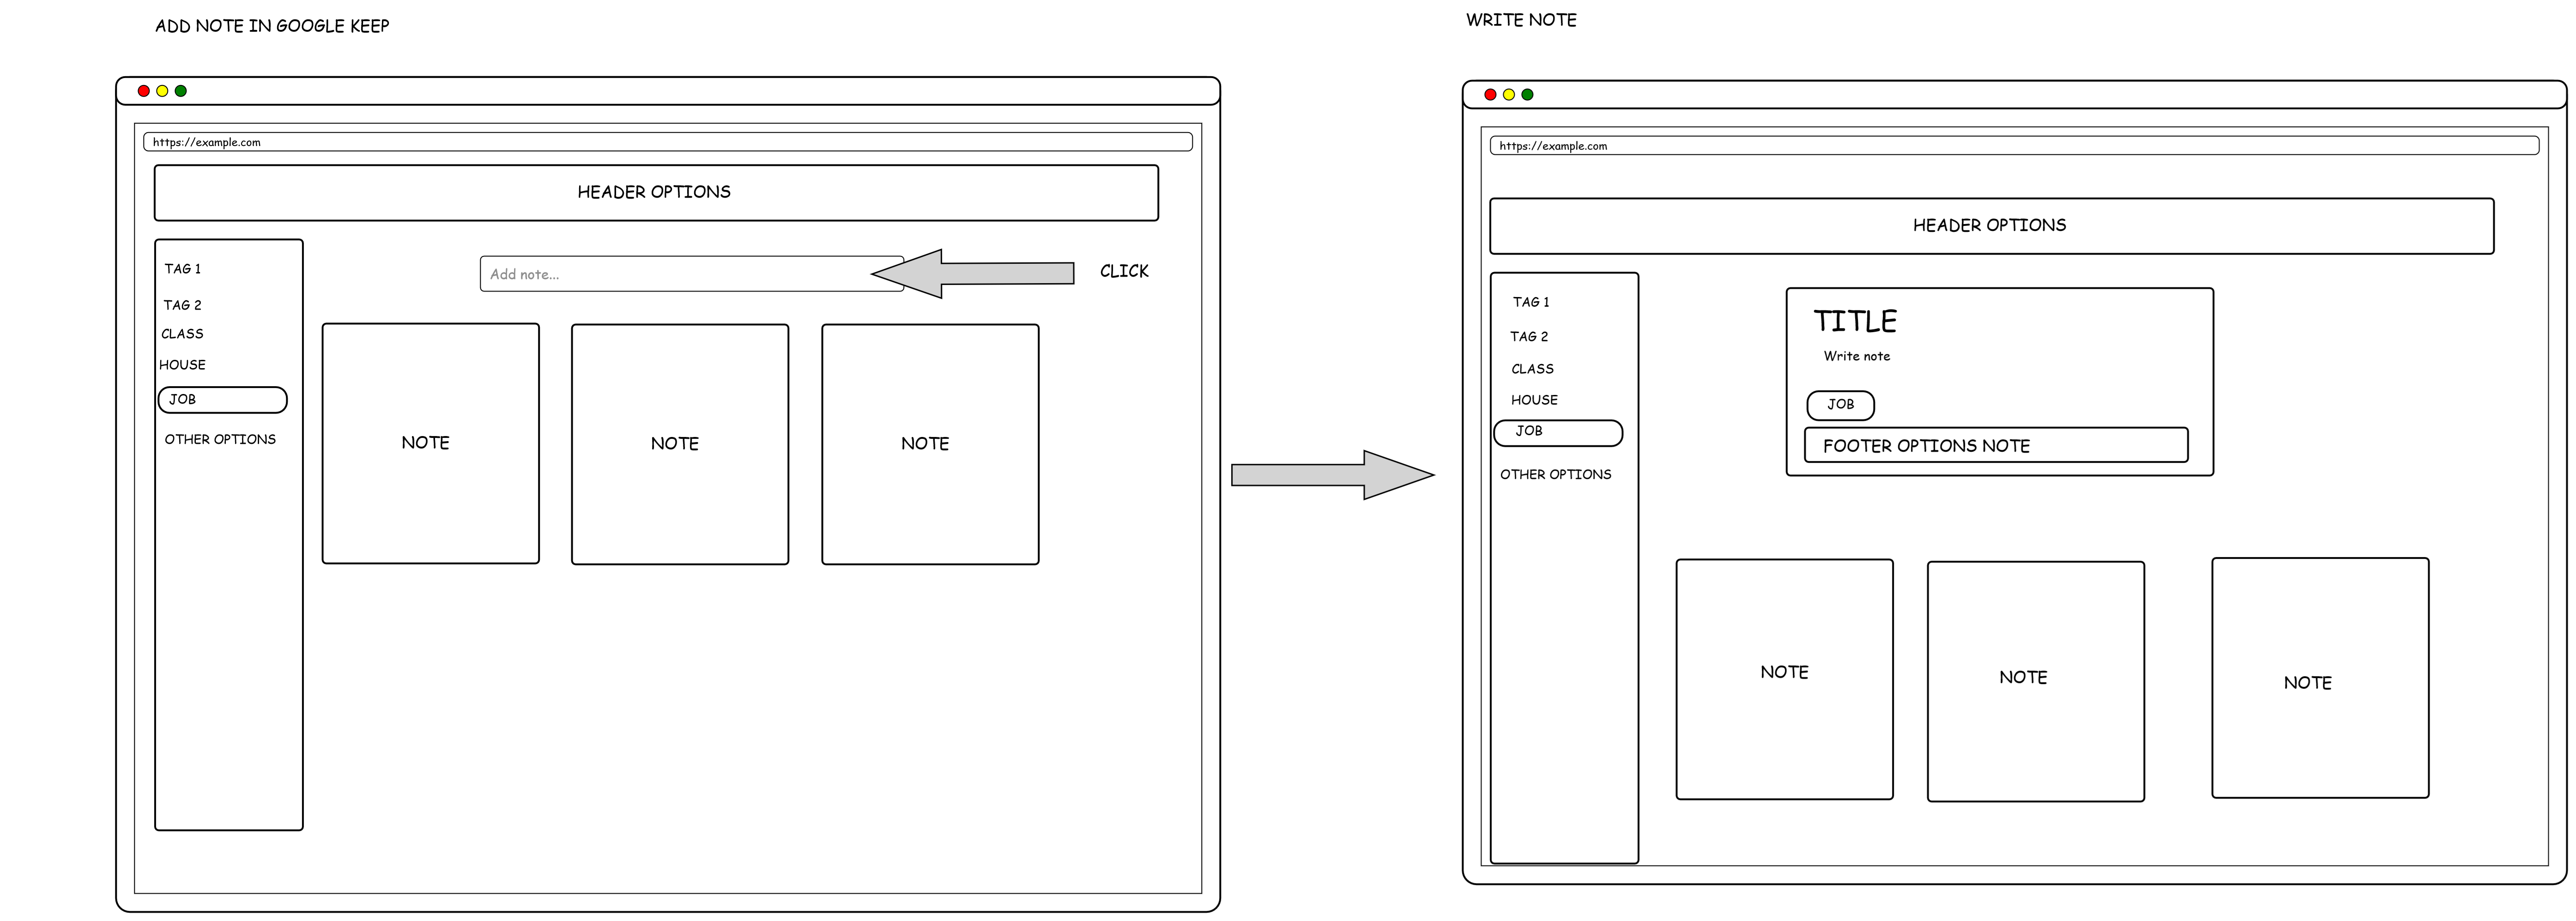 ADD NOTE IN GOOGLE KEEP
https://example.com
HEADER OPTIONS
TAG 1
TAG 2
CLASS
HOUSE
JOB
OTHER OPTIONS
Add note...
CLICK
NOTE
NOTE
NOTE
WRITE NOTE
https://example.com
HEADER OPTIONS
TAG 1
TAG 2
CLASS
HOUSE
JOB
OTHER OPTIONS
TITLE
Write note
JOB
FOOTER OPTIONS NOTE
NOTE
NOTE
NOTE